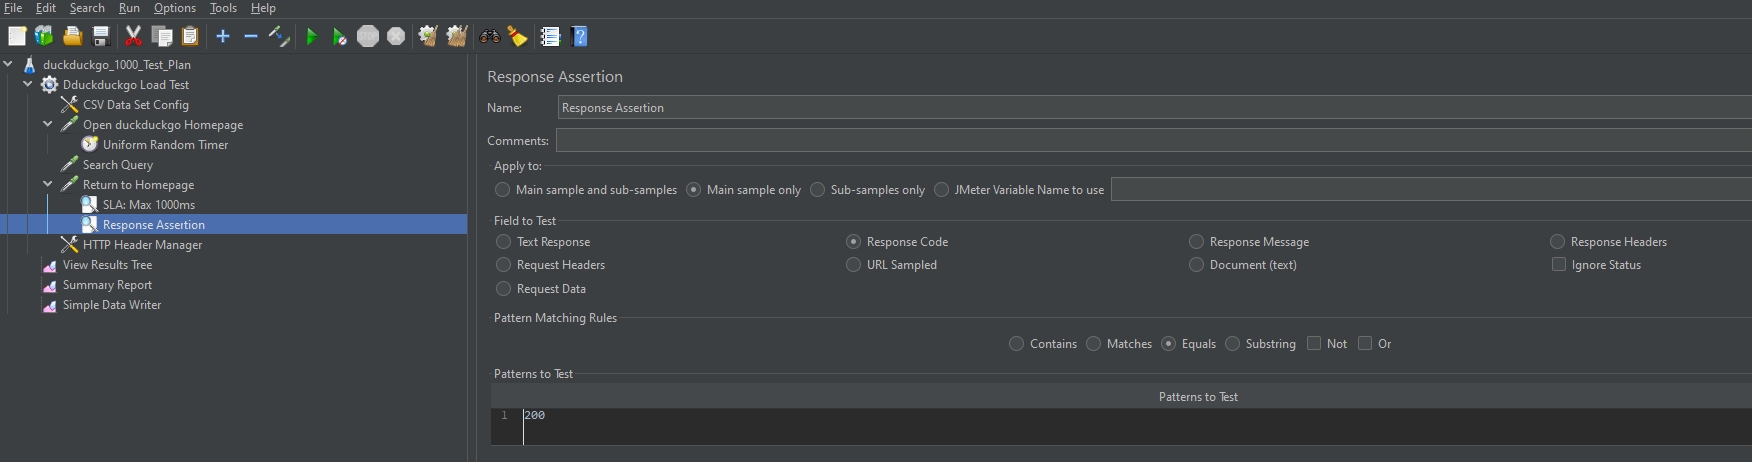 File Edit Search Run Options Tools Help
duckduckgo_1000_Test_Plan
Dduckduckgo Load Test
CSV Data Set Config
Open duckduckgo Homepage
Uniform Random Timer
Search Query
Return to Homepage
SLA: Max 1000ms
Response Assertion
HTTP Header Manager
View Results Tree
Summary Report
Simple Data Writer
Response Assertion
Name: Response Assertion
Comments:
Apply to:
Main sample and sub-samples Main sample only Sub-samples only JMeter Variable Name to use
Field to Test
Text Response Response Code Response Message Response Headers
Request Headers URL Sampled Document (text) Ignore Status
Request Data
Pattern Matching Rules
Contains Matches Equals Substring Not Or
Patterns to Test
Patterns to Test
1 200